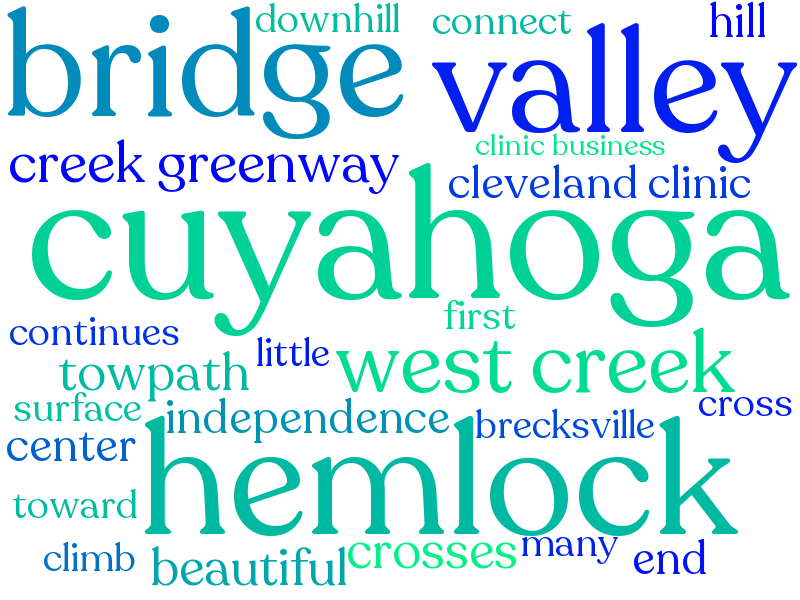 downhill connect hill
bridge valley
clinic business
creek greenway cleveland clinic
cuyahoga
first
continues little west creek
towpath
surface independence brecksville cross
center hemlock
toward
climb beautiful crosses many end